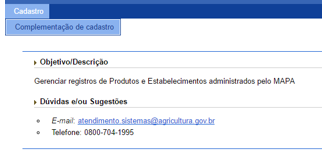 Cadastro
Complementação de cadastro
Objetivo/Descrição
Gerenciar registros de Produtos e Estabelecimentos administrados pelo MAPA
Dúvidas e/ou Sugestões
E-mail: atendimento.sistemas@agricultura.gov.br
Telefone: 0800-704-1995